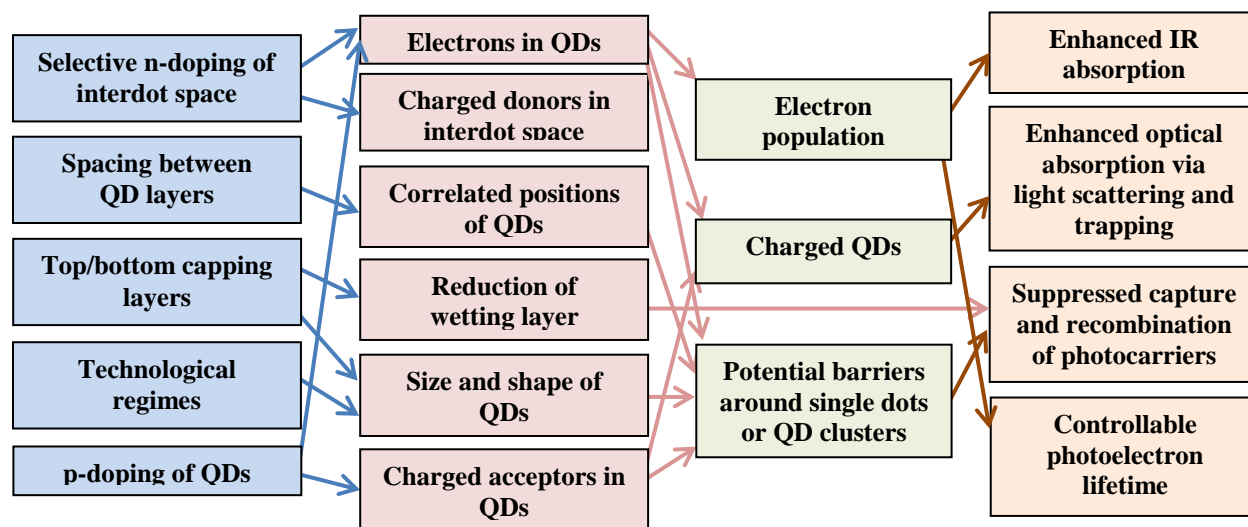 Selective n-doping of
interdot space
Spacing between
QD layers
Top/bottom capping
layers
Technological
regimes
p-doping of QDs
Electrons in QDs
Charged donors in
interdot space
Correlated positions
of QDs
Reduction of
wetting layer
Size and shape of
QDs
Charged acceptors in
QDs
Electron
population
Charged QDs
Potential barriers
around single dots
or QD clusters
Enhanced IR
absorption
Enhanced optical
absorption via
light scattering and
trapping
Suppressed capture
and recombination
of photocarriers
Controllable
photoelectron
lifetime